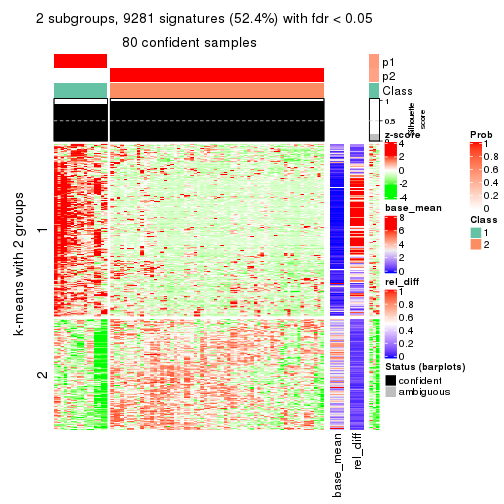 2 subgroups, 9281 signatures (52.4%) with fdr < 0.05
80 confident samples
p1
p2
Class
1
0.5
0
Silhouette
score
k-means with 2 groups
1
2
base_mean
rel_diff
z-score
4
2
0
-2
-4
base_mean
8
6
4
2
0
rel_diff
1
0.8
0.6
0.4
0.2
0
Status (barplots)
confident
ambiguous
Prob
1
0.8
0.6
0.4
0.2
0
Class
1
2